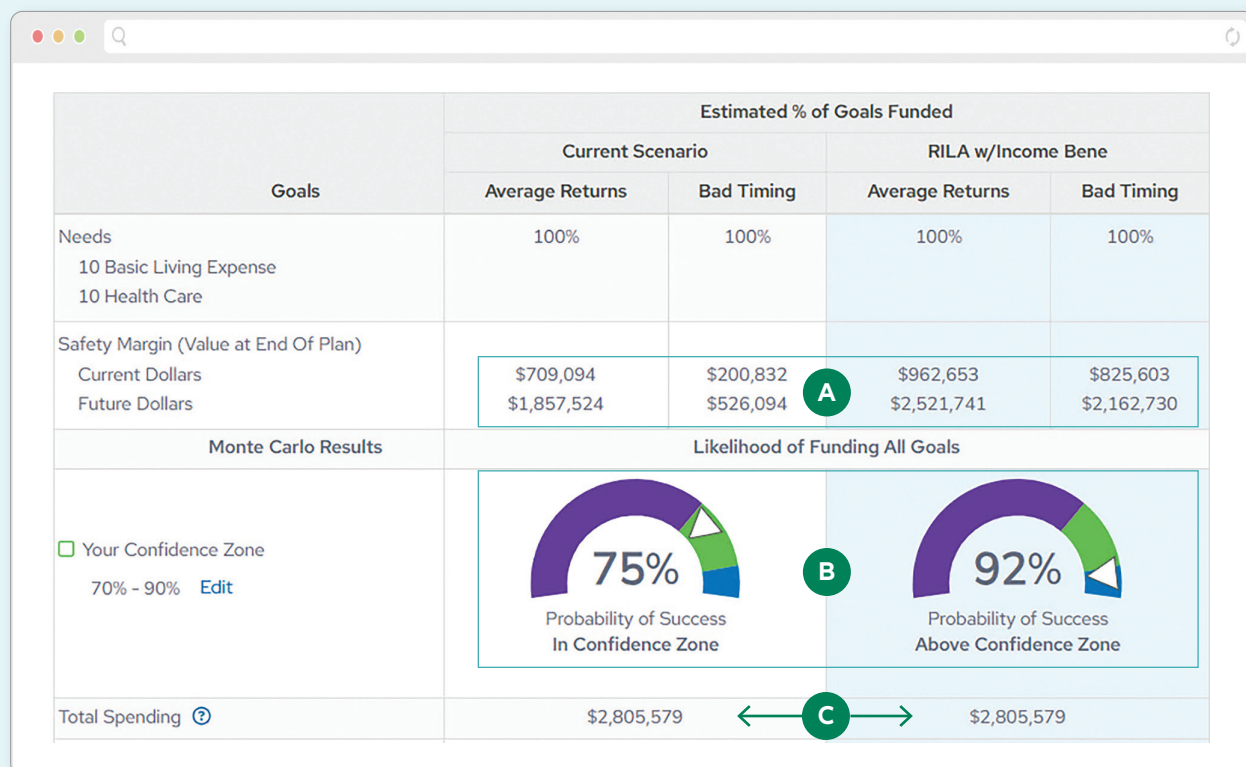 Estimated % of Goals Funded
Current Scenario RILA w/Income Bene
Goals Average Returns Bad Timing Average Returns Bad Timing
Needs 100% 100% 100% 100%
10 Basic Living Expense
10 Health Care
Safety Margin (Value at End Of Plan)
Current Dollars $709,094 $200,832 $962,653 $825,603
A
Future Dollars $1,857,524 $526,094 $2,521,741 $2,162,730
Monte Carlo Results Likelihood of Funding All Goals
Your Confidence Zone
70% - 90% Edit
75% B 92%
Probability of Success Probability of Success
In Confidence Zone Above Confidence Zone
Total Spending ? $2,805,579 C $2,805,579